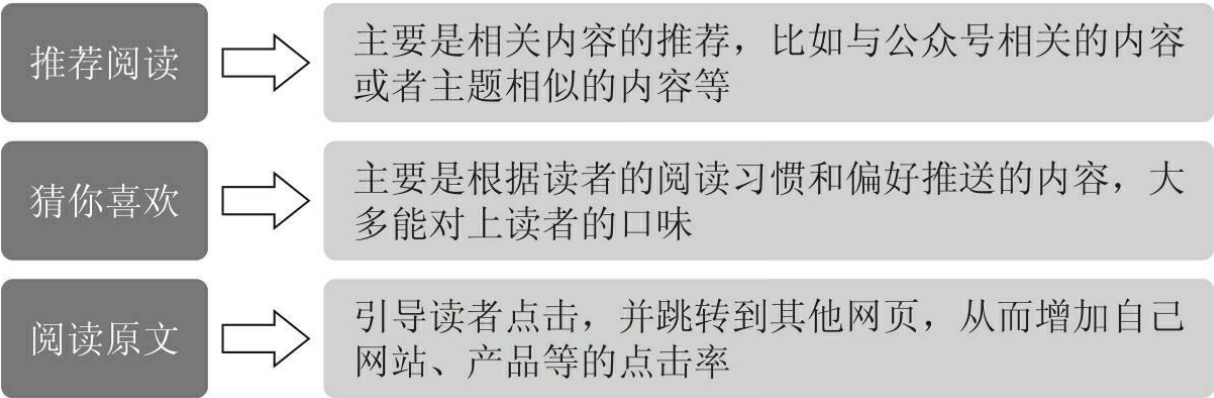 推荐阅读
主要是相关内容的推荐，比如与公众号相关的内容
或者主题相似的内容等
猜你喜欢
主要是根据读者的阅读习惯和偏好推送的内容，大
多能对上读者的口味
阅读原文
引导读者点击，并跳转到其他网页，从而增加自己
网站、产品等的点击率